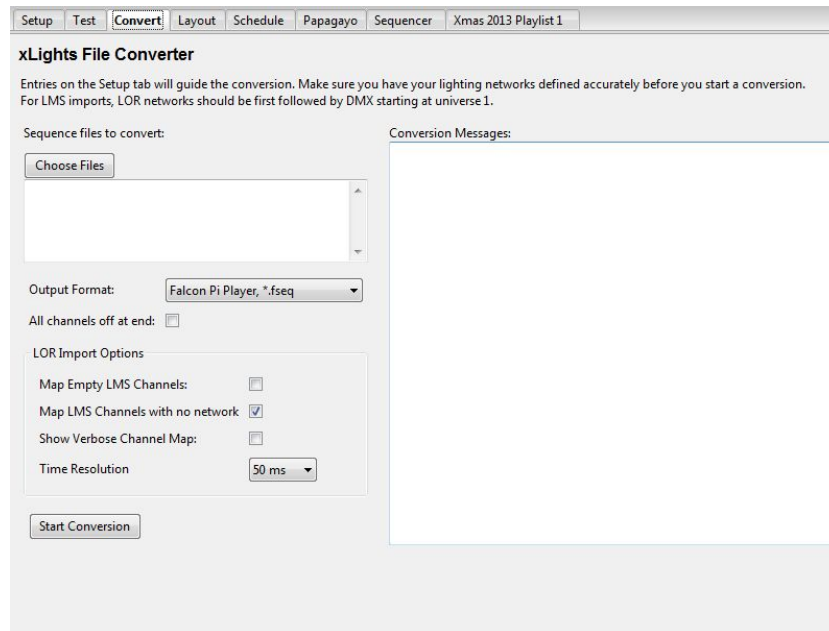 Setup Test Convert Layout Schedule Papagayo Sequencer Xmas 2013 Playlist 1
xLights File Converter
Entries on the Setup tab will guide the conversion. Make sure you have your lighting networks defined accurately before you start a conversion.
For LMS imports, LOR networks should be first followed by DMX starting at universe 1.
Sequence files to convert:
Conversion Messages:
Choose Files
Output Format: Falcon Pi Player, *.fseq
All channels off at end:
LOR Import Options
Map Empty LMS Channels:
Map LMS Channels with no network
Show Verbose Channel Map:
Time Resolution 50 ms
Start Conversion